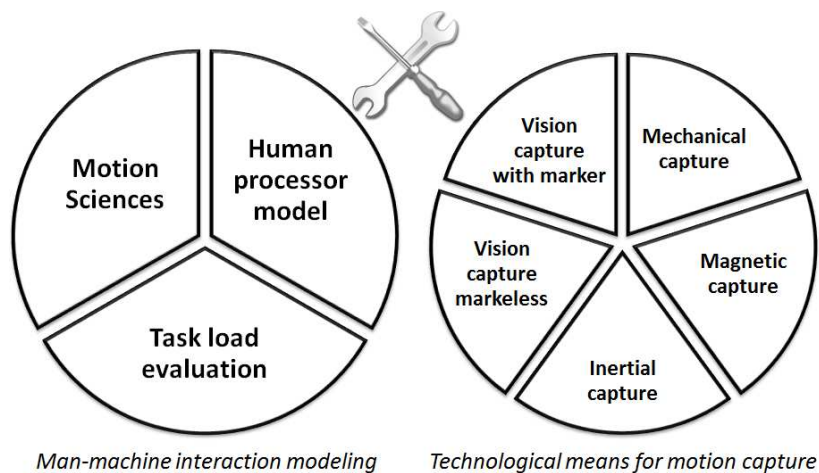 Motion
Sciences
Human
processor
model
Task load
evaluation
Man-machine interaction modeling
Vision
capture
with marker
Mechanical
capture
Vision
capture
markeless
Magnetic
capture
Inertial
capture
Technological means for motion capture